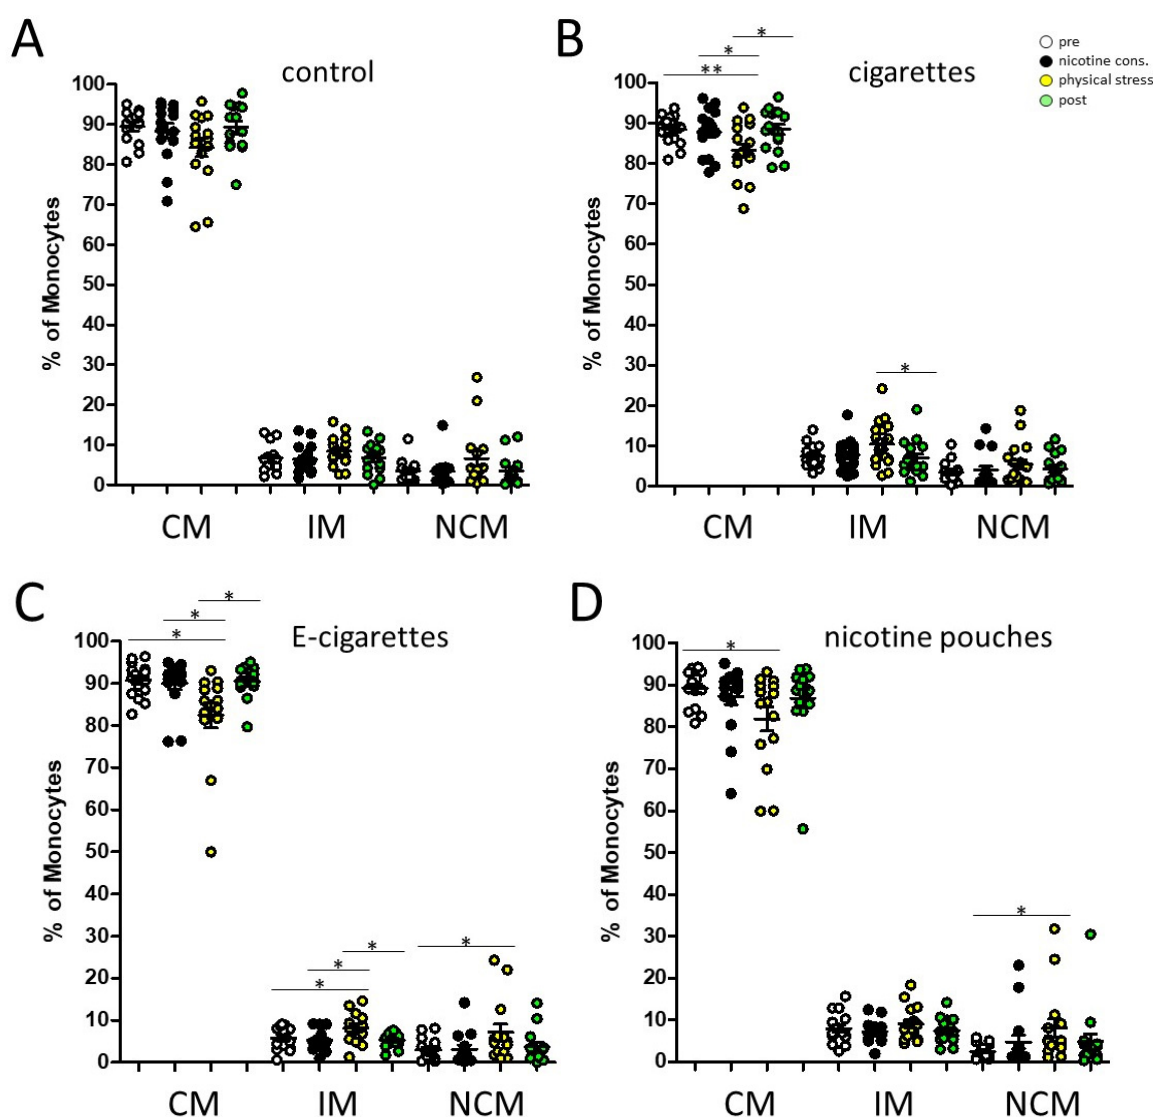 A
control
% of Monocytes
100
90
80
70
60
50
40
30
20
10
0
CM IM NCM
B
cigarettes
pre
nicotine cons.
physical stress
post
*
*
**
*
% of Monocytes
100
90
80
70
60
50
40
30
20
10
0
CM IM NCM
C
E-cigarettes
*
*
*
*
*
*
*
% of Monocytes
100
90
80
70
60
50
40
30
20
10
0
CM IM NCM
D
nicotine pouches
*
*
% of Monocytes
100
90
80
70
60
50
40
30
20
10
0
CM IM NCM